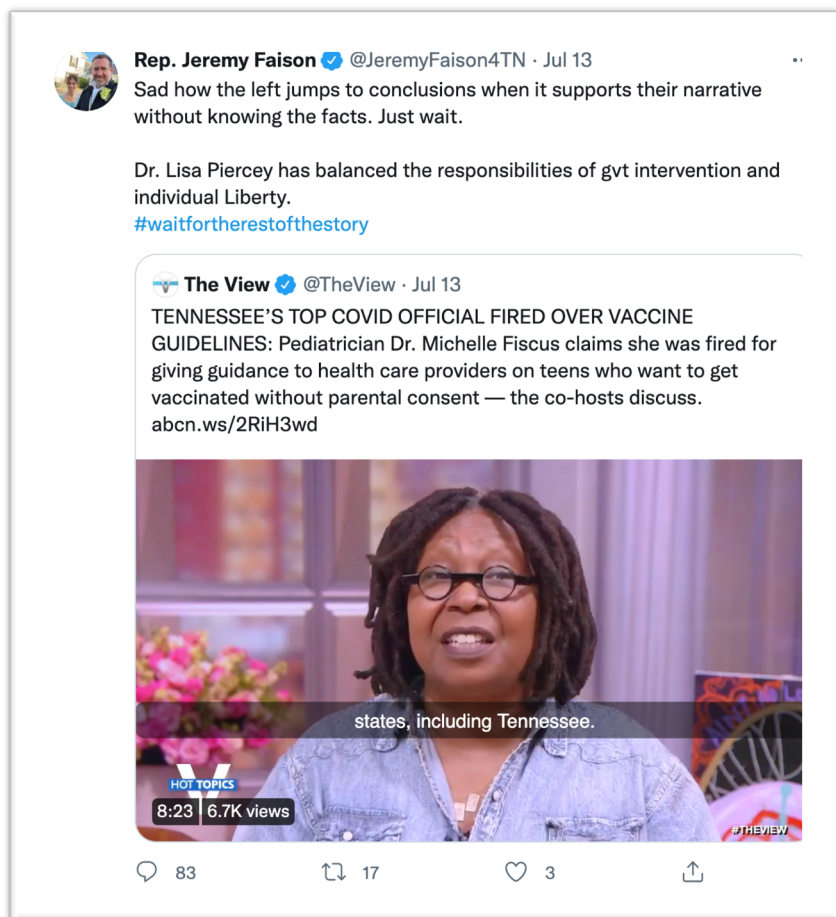 Rep. Jeremy Faison @JeremyFaison4TN · Jul 13
Sad how the left jumps to conclusions when it supports their narrative
without knowing the facts. Just wait.
Dr. Lisa Piercey has balanced the responsibilities of gvt intervention and
individual Liberty.
#waitfortherestofthestory
The View @TheView · Jul 13
TENNESSEE'S TOP COVID OFFICIAL FIRED OVER VACCINE
GUIDELINES: Pediatrician Dr. Michelle Fiscus claims she was fired for
giving guidance to health care providers on teens who want to get
vaccinated without parental consent — the co-hosts discuss.
abcn.ws/2RiH3wd
states, including Tennessee.
HOT TOPICS
8:23 6.7K views
#THEVIEW
83 17 3